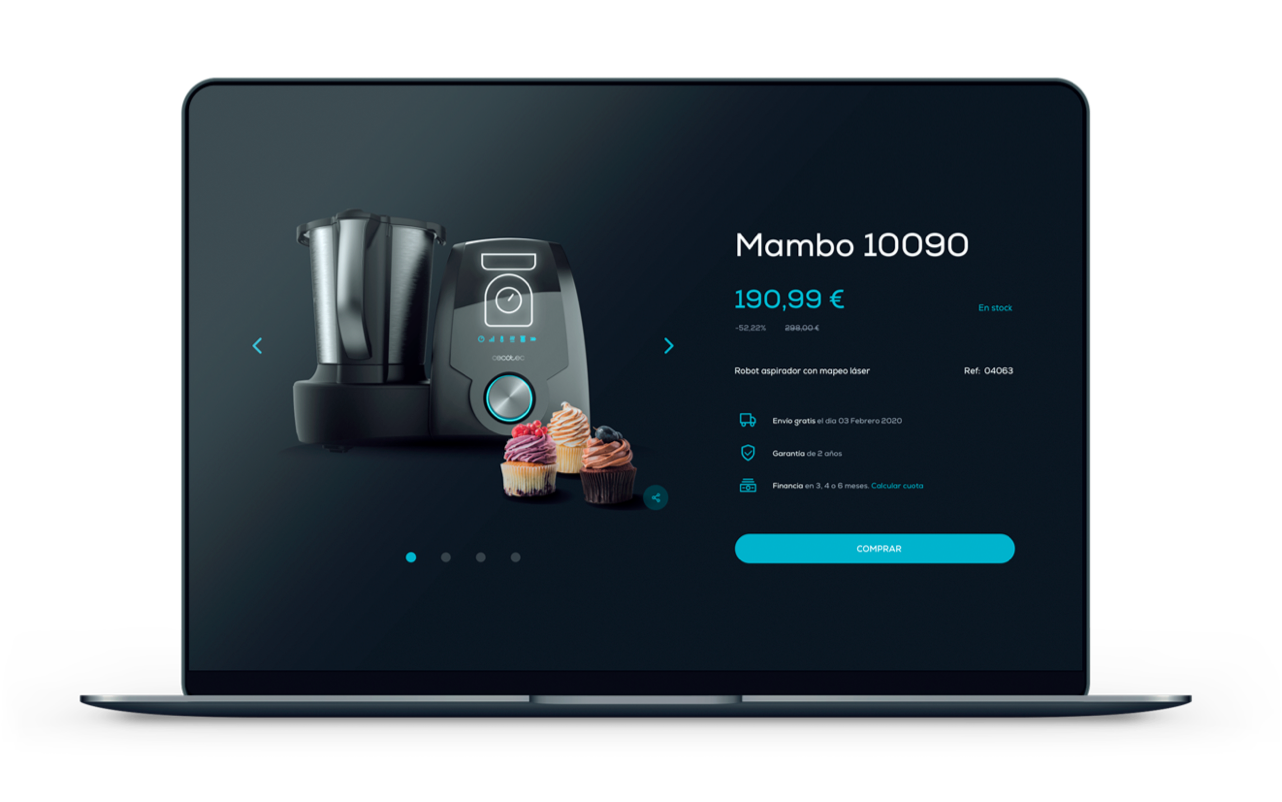 Mambo 10090
190,99 €
En stock
-52,22% 298,00 €
Robot aspirador con mapeo láser
Ref: 04063
cecotec
Envío gratis el dia 03 Febrero 2020
Garantía de 2 años
Financia en 3, 4 o 6 meses. Calcular cuota
COMPRAR